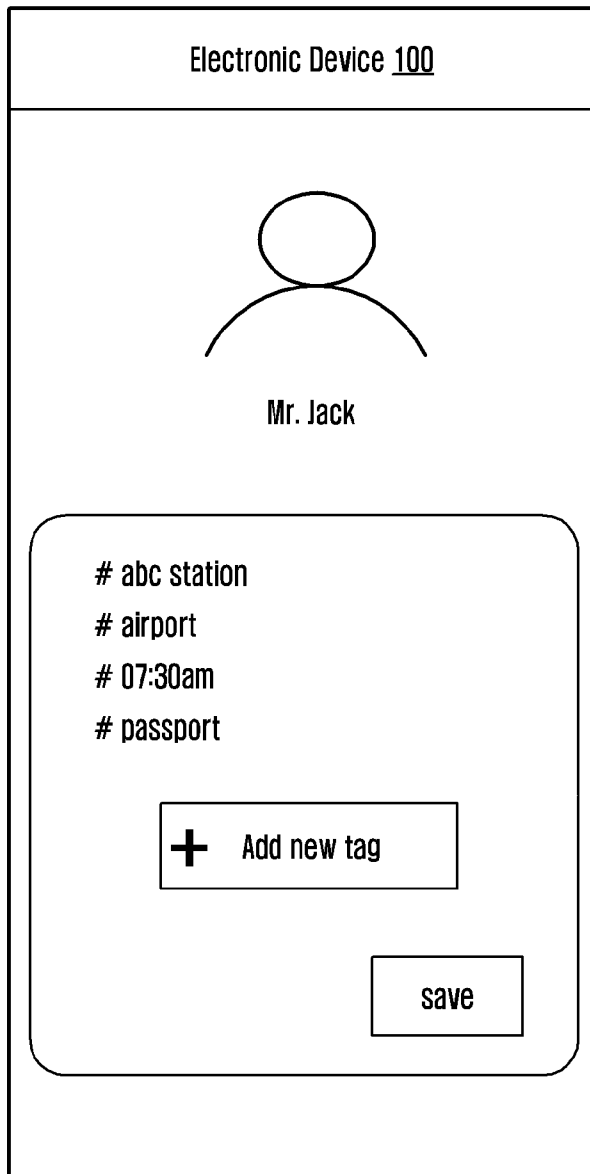 Electronic Device 100
Mr. Jack
# abc station
# airport
# 07:30am
# passport
+ Add new tag
save